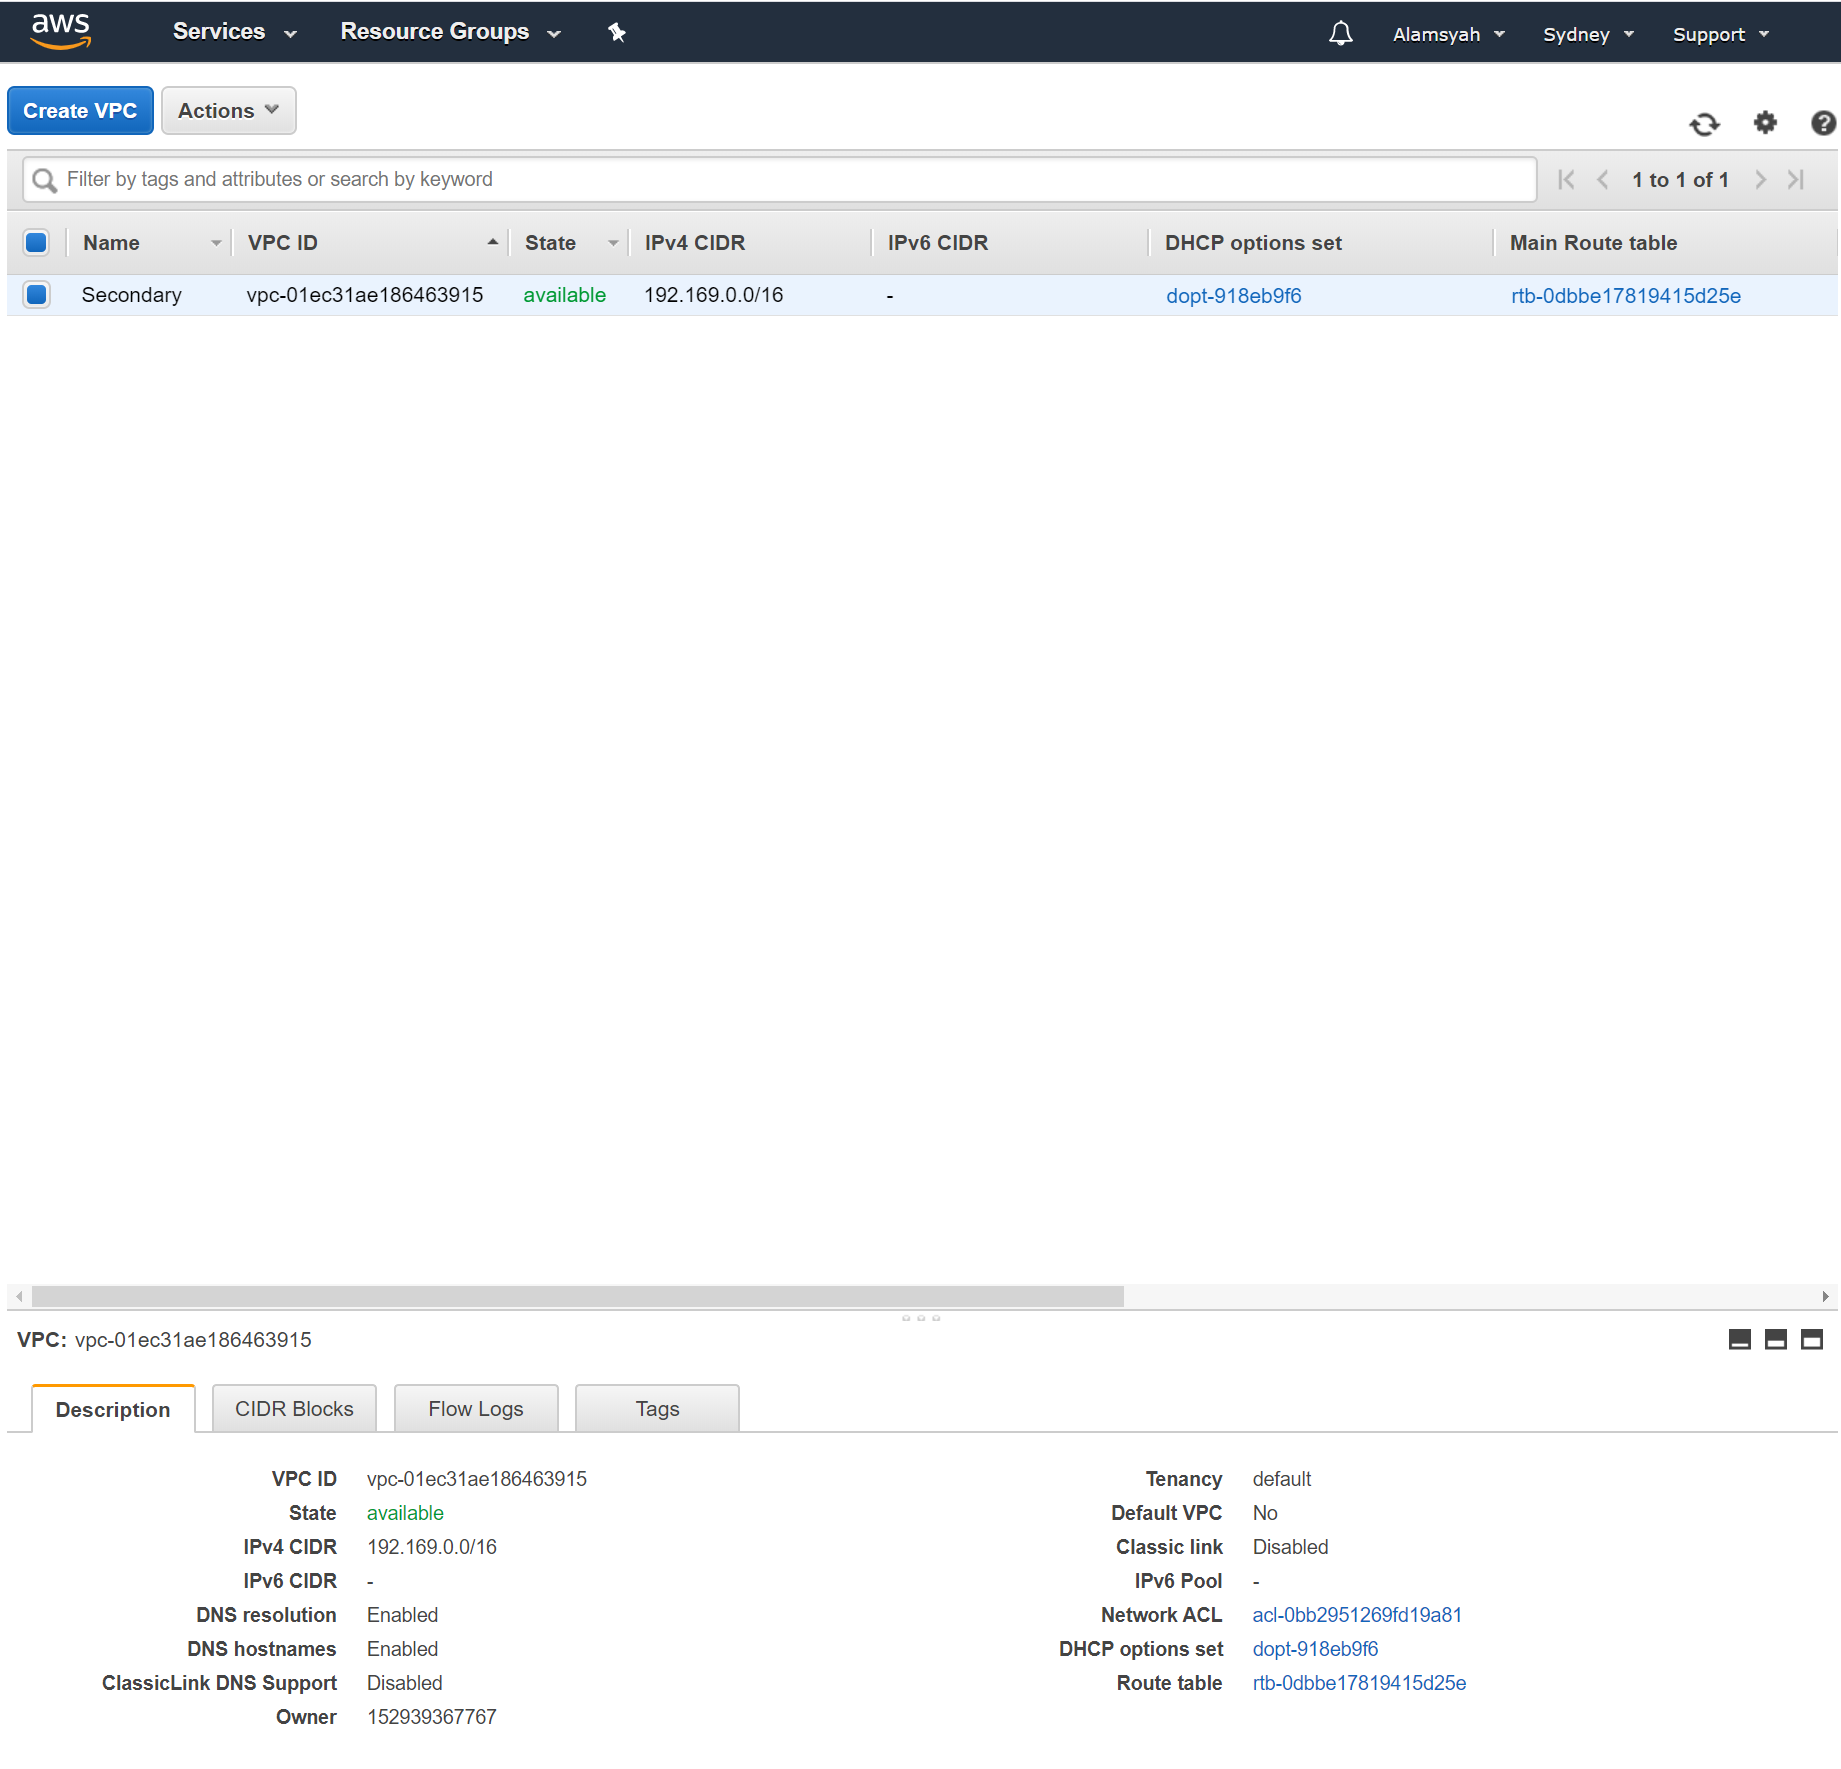 aws Services Resource Groups Alamsyah Sydney Support
Create VPC Actions
Filter by tags and attributes or search by keyword 1 to 1 of 1
Name VPC ID State IPv4 CIDR IPv6 CIDR DHCP options set Main Route table
Secondary vpc-01ec31ae186463915 available 192.169.0.0/16 - dopt-918eb9f6 rtb-0dbbe17819415d25e
VPC: vpc-01ec31ae186463915
Description CIDR Blocks Flow Logs Tags
VPC ID vpc-01ec31ae186463915 Tenancy default
State available Default VPC No
IPv4 CIDR 192.169.0.0/16 Classic link Disabled
IPv6 CIDR - IPv6 Pool -
DNS resolution Enabled Network ACL acl-0bb2951269fd19a81
DNS hostnames Enabled DHCP options set dopt-918eb9f6
ClassicLink DNS Support Disabled Route table rtb-0dbbe17819415d25e
Owner 152939367767